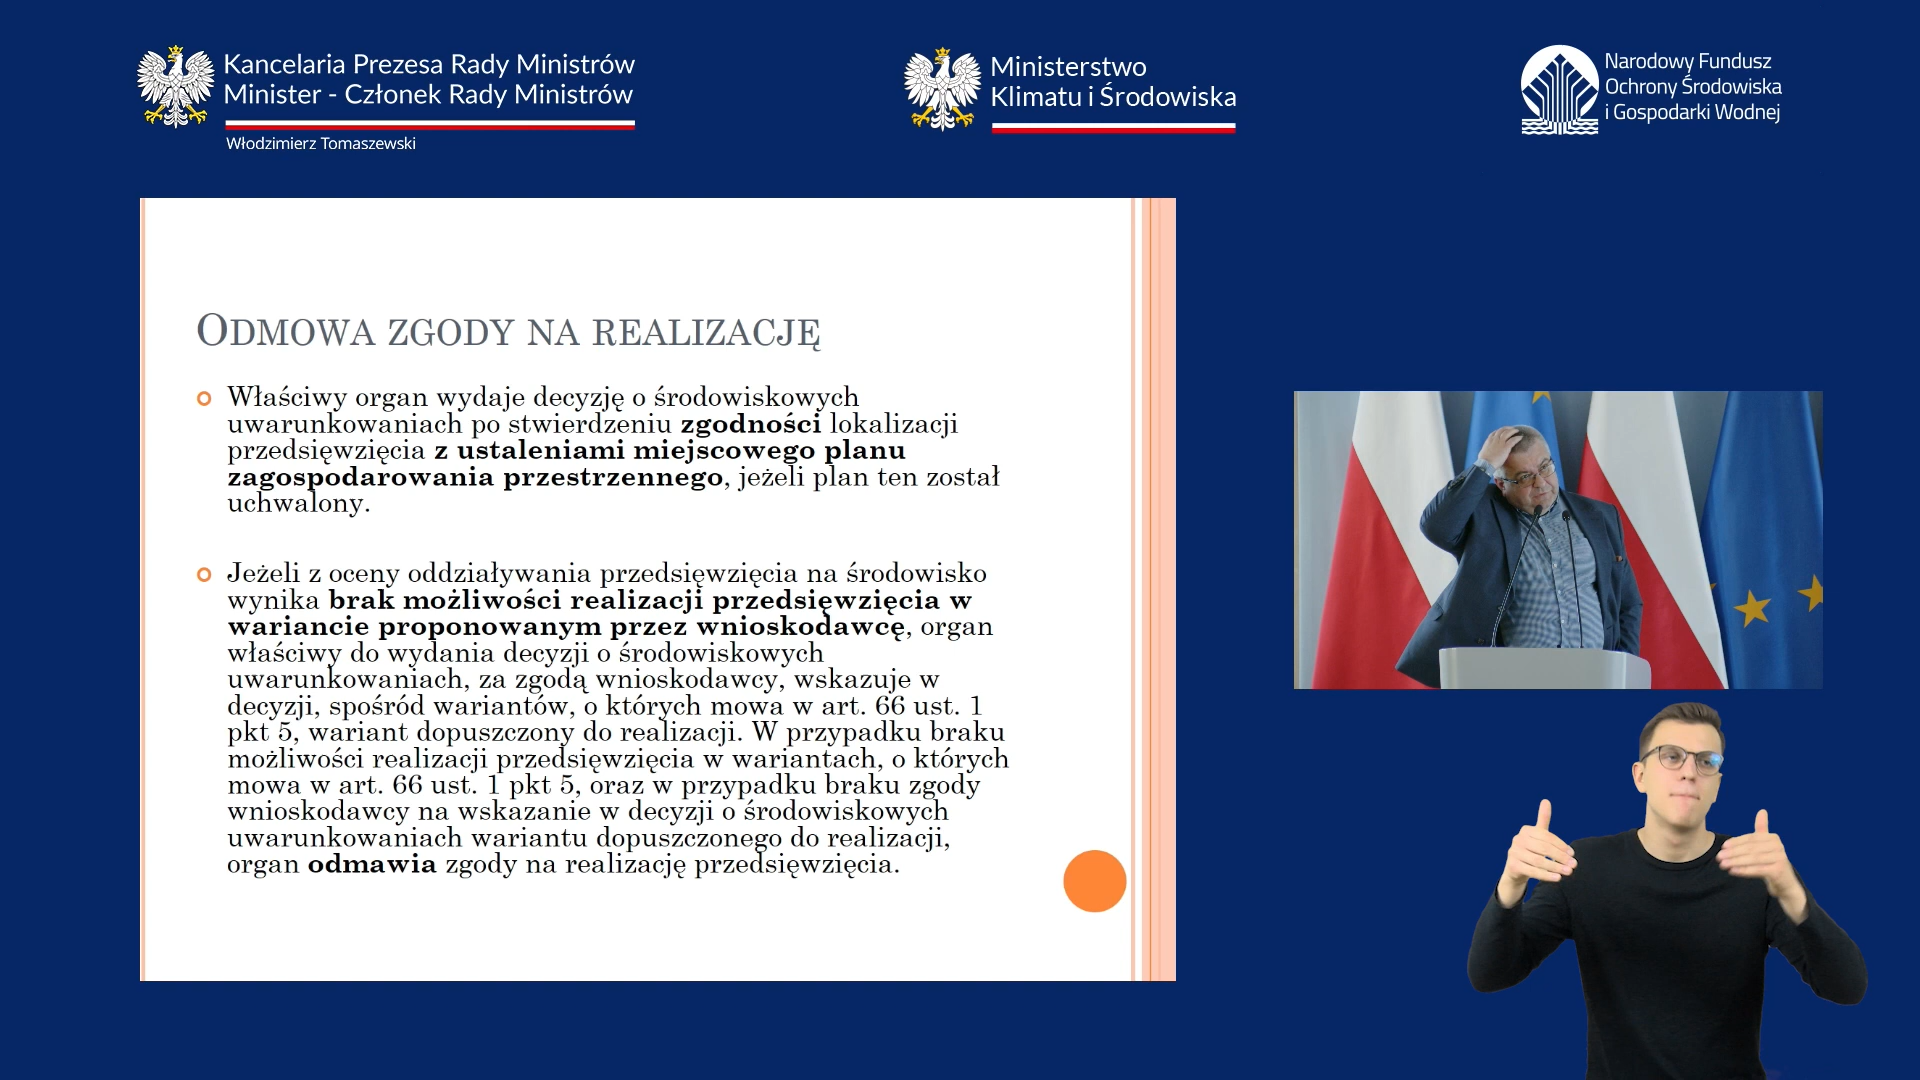 Kancelaria Prezesa Rady Ministrów
Minister - Członek Rady Ministrów
Włodzimierz Tomaszewski
Ministerstwo
Klimatu i Środowiska
Narodowy Fundusz
Ochrony Środowiska
i Gospodarki Wodnej
ODMOWA ZGODY NA REALIZACJĘ
Właściwy organ wydaje decyzję o środowiskowych
uwarunkowaniach po stwierdzeniu zgodności lokalizacji
przedsięwzięcia z ustaleniami miejscowego planu
zagospodarowania przestrzennego, jeżeli plan ten został
uchwalony.
Jeżeli z oceny oddziaływania przedsięwzięcia na środowisko
wynika brak możliwości realizacji przedsięwzięcia w
wariancie proponowanym przez wnioskodawcę, organ
właściwy do wydania decyzji o środowiskowych
uwarunkowaniach, za zgodą wnioskodawcy, wskazuje w
decyzji, spośród wariantów, o których mowa w art. 66 ust. 1
pkt 5, wariant dopuszczony do realizacji. W przypadku braku
możliwości realizacji przedsięwzięcia w wariantach, o których
mowa w art. 66 ust. 1 pkt 5, oraz w przypadku braku zgody
wnioskodawcy na wskazanie w decyzji o środowiskowych
uwarunkowaniach wariantu dopuszczonego do realizacji,
organ odmawia zgody na realizację przedsięwzięcia.